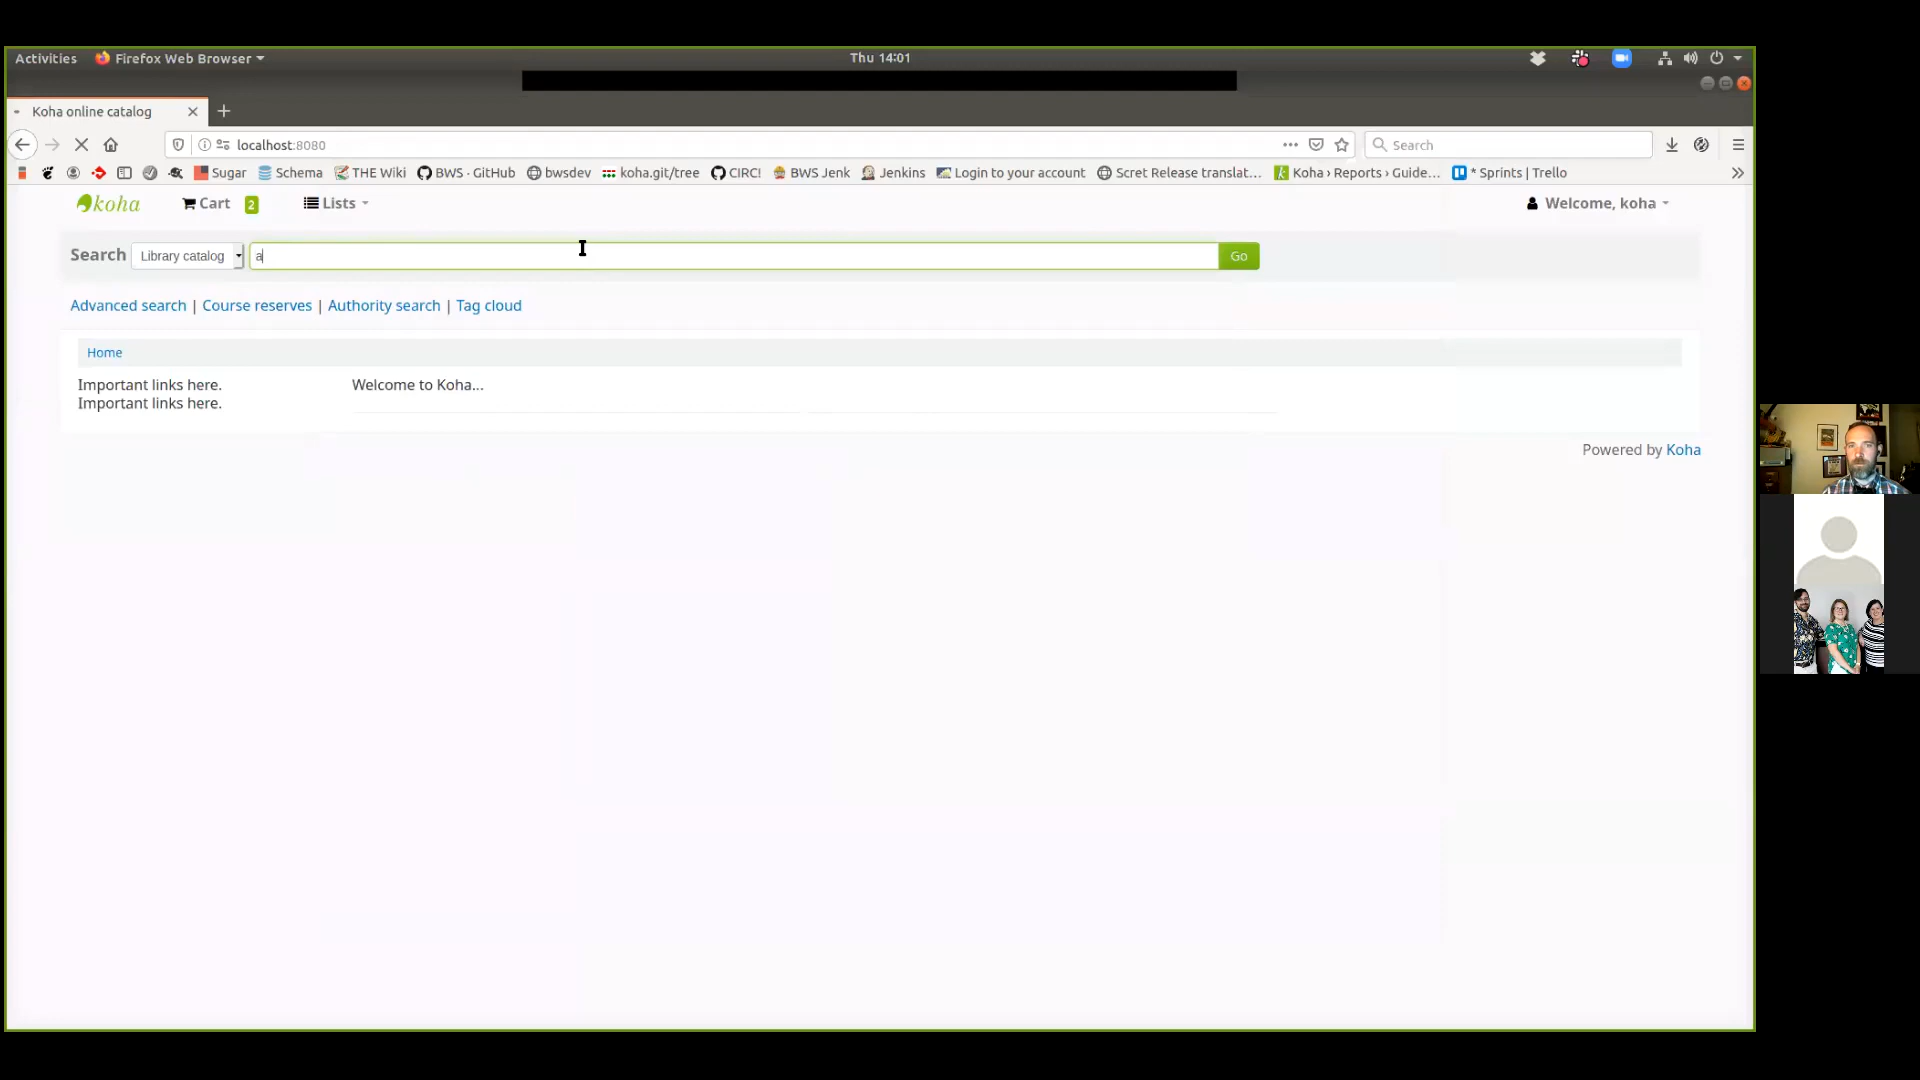 Activities Firefox Web Browser Thu 14:01
Koha online catalog
localhost:8080 Search
Sugar Schema THE Wiki BWS · GitHub bwsdev koha.git/tree CIRC! BWS Jenk Jenkins Login to your account Scret Release translat... Koha › Reports › Guide... * Sprints | Trello
koha Cart 2 Lists Welcome, koha
Search Library catalog a Go
Advanced search | Course reserves | Authority search | Tag cloud
Home
Important links here. Welcome to Koha...
Important links here.
Powered by Koha